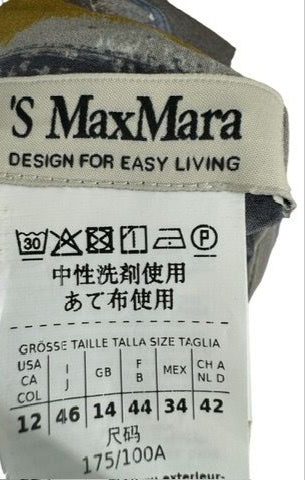 'S MaxMara
DESIGN FOR EASY LIVING
30 P
中性洗剤使用
あて布使用
GRÖSSE TAILLE TALLA SIZE TAGLIA
USA CA COL I J GB F B MEX CH A NL D
12 46 14 44 34 42
尺码
175/100A